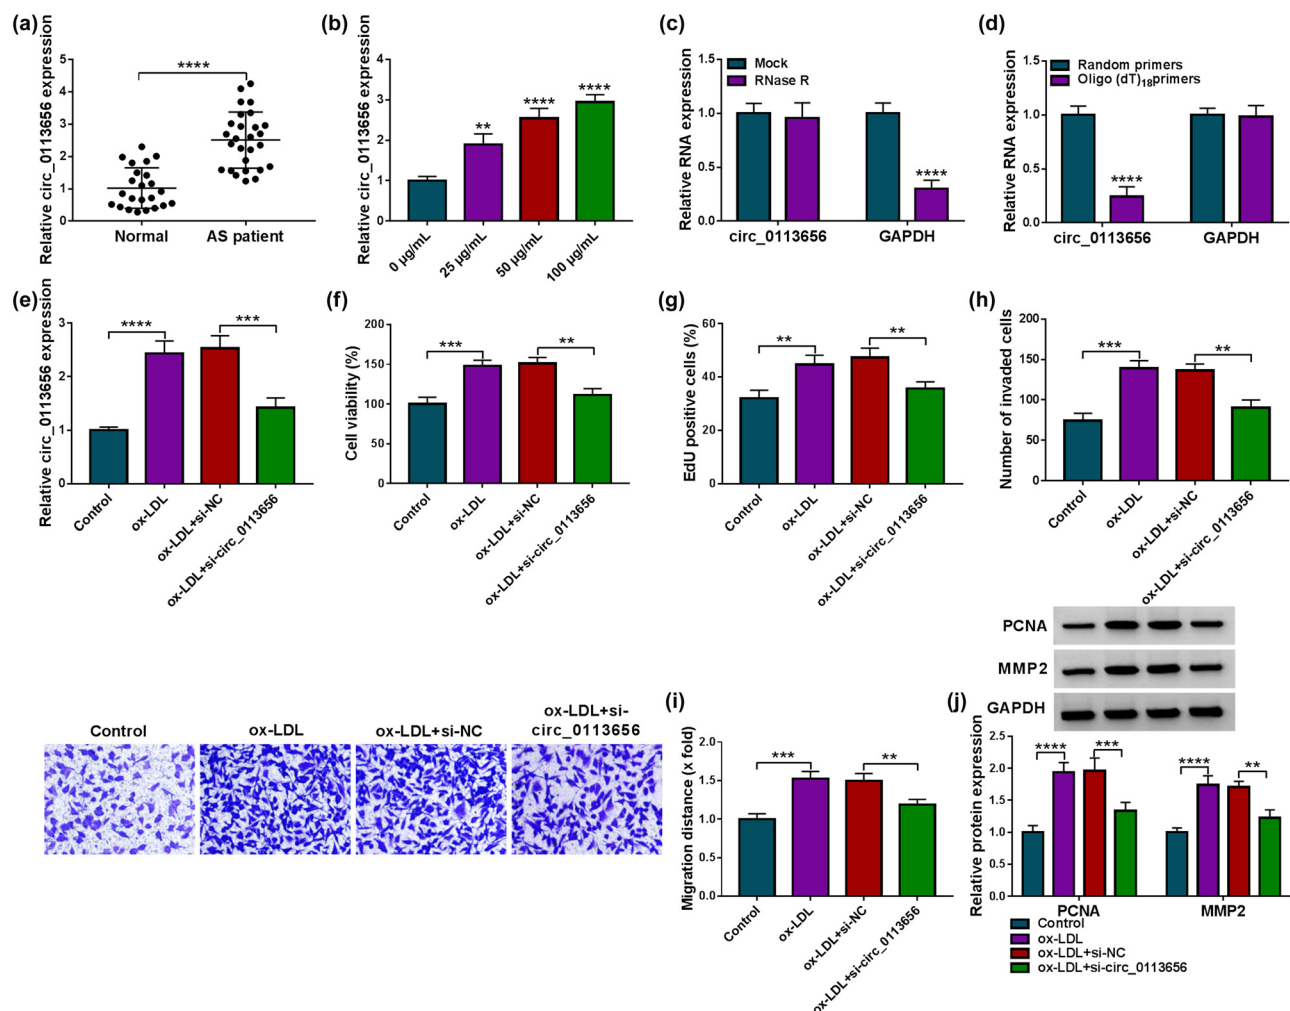 (a)
Relative circ_0113656 expression
5
4
3
2
1
0
****
Normal
AS patient
(b)
Relative circ_0113656 expression
4
3
2
1
0
**
****
****
0 µg/mL
25 µg/mL
50 µg/mL
100 µg/mL
(c)
Relative RNA expression
1.5
1.0
0.5
0.0
Mock
RNase R
****
circ_0113656
GAPDH
(d)
Relative RNA expression
1.5
1.0
0.5
0.0
Random primers
Oligo (dT)18primers
****
circ_0113656
GAPDH
(e)
Relative circ_0113656 expression
3
2
1
0
****
***
Control
ox-LDL
ox-LDL+si-NC
ox-LDL+si-circ_0113656
(f)
Cell viability (%)
200
150
100
50
0
***
**
Control
ox-LDL
ox-LDL+si-NC
ox-LDL+si-circ_0113656
(g)
EdU positive cells (%)
60
40
20
0
**
**
Control
ox-LDL
ox-LDL+si-NC
ox-LDL+si-circ_0113656
(h)
Number of invaded cells
200
150
100
50
0
***
**
Control
ox-LDL
ox-LDL+si-NC
ox-LDL+si-circ_0113656
Control
ox-LDL
ox-LDL+si-NC
ox-LDL+si-
circ_0113656
(i)
Migration distance (x fold)
2.0
1.5
1.0
0.5
0.0
***
**
Control
ox-LDL
ox-LDL+si-NC
ox-LDL+si-circ_0113656
PCNA
MMP2
GAPDH
(j)
Relative protein expression
2.5
2.0
1.5
1.0
0.5
0.0
****
***
****
**
PCNA
MMP2
Control
ox-LDL
ox-LDL+si-NC
ox-LDL+si-circ_0113656